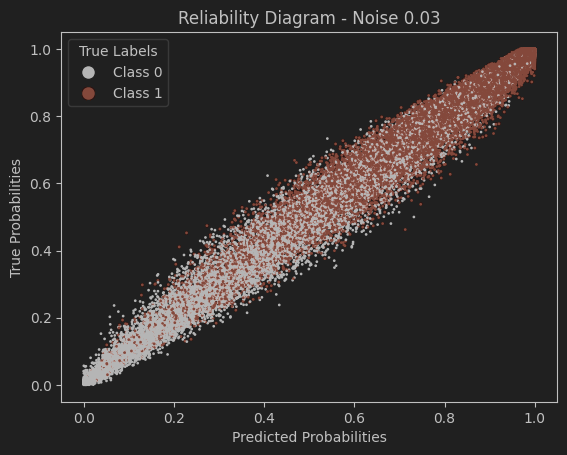 Reliability Diagram - Noise 0.03
True Labels
Class 0
Class 1
True Probabilities
1.0
0.8
0.6
0.4
0.2
0.0
0.0 0.2 0.4 0.6 0.8 1.0
Predicted Probabilities